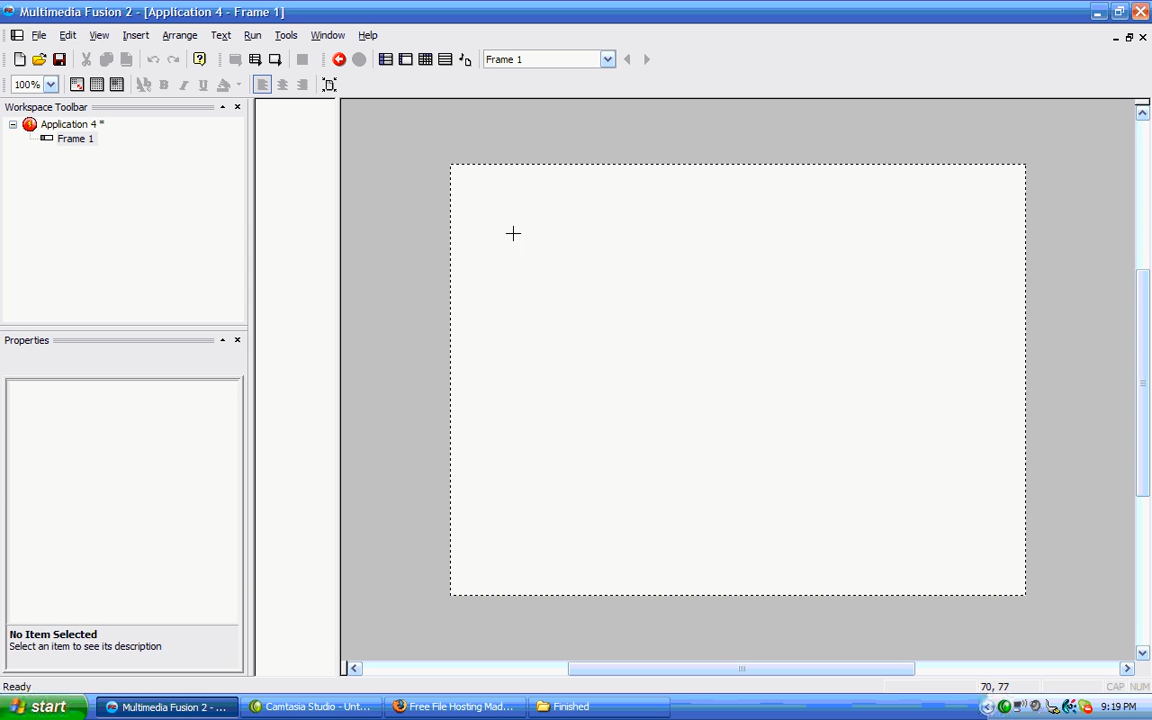 Multimedia Fusion 2 - [Application 4 - Frame 1]
File Edit View Insert Arrange Text Run Tools Window Help
Frame 1
100%
Workspace Toolbar
Application 4 *
Frame 1
Properties
No Item Selected
Select an item to see its description
Ready 70, 77 CAP NUM
start Multimedia Fusion 2 - ... Camtasia Studio - Unt... Free File Hosting Mad... Finished 9:19 PM